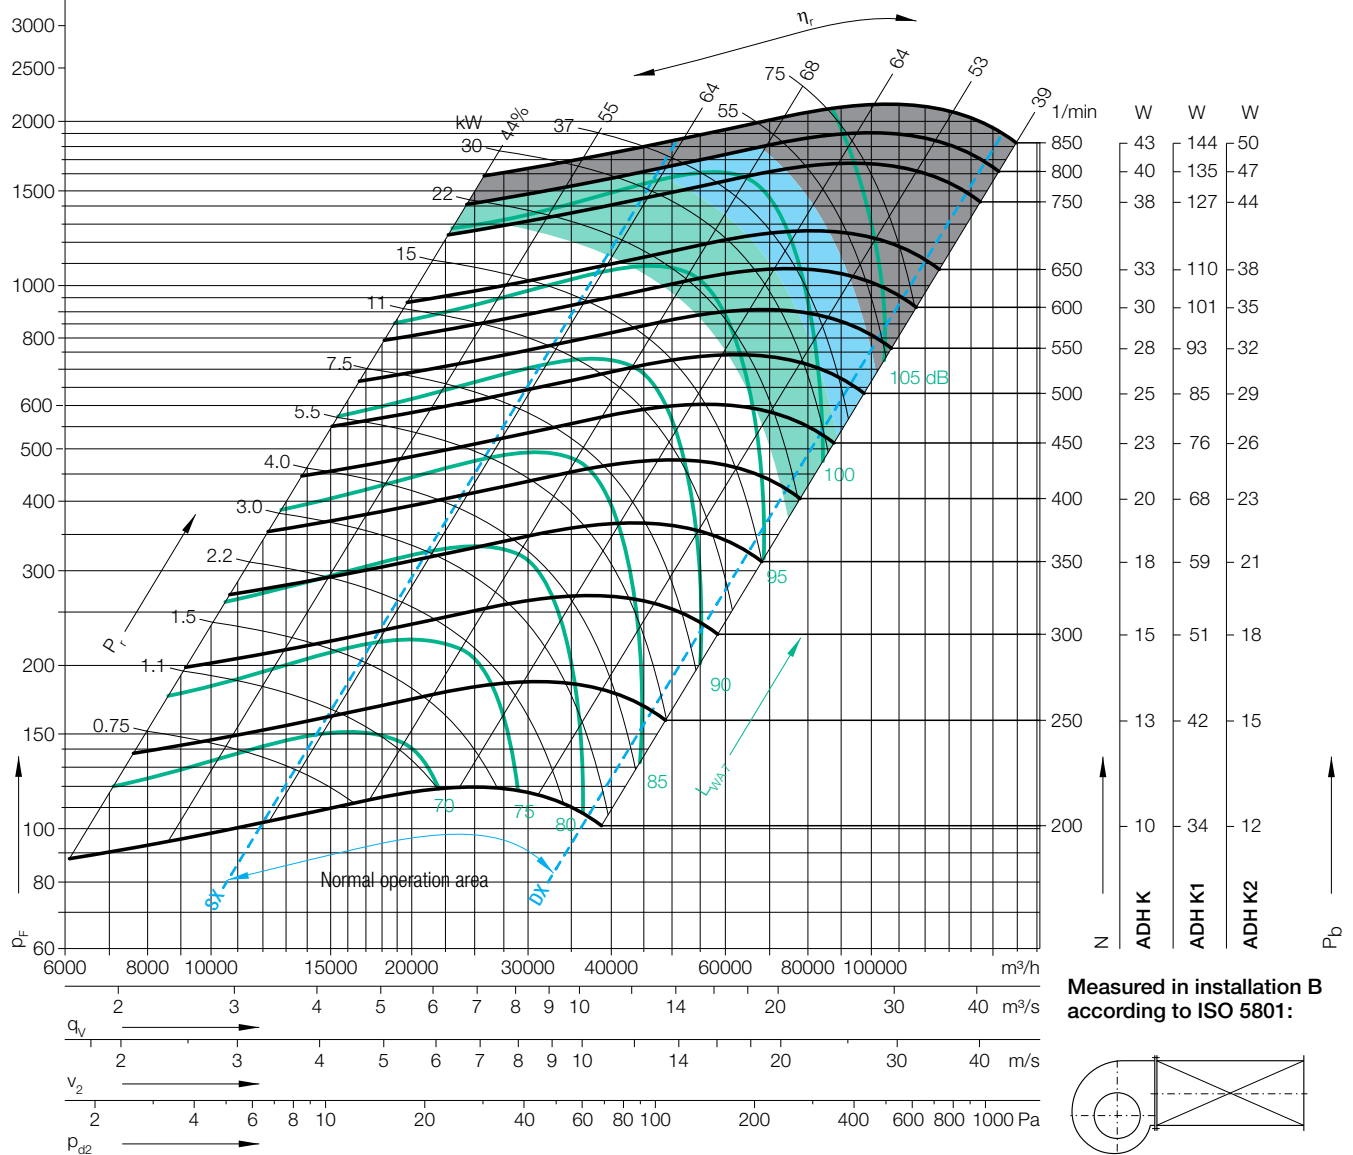 3000
2500
2000
1500
1000
800
600
500
400
300
200
150
100
80
60
p_F
P_r
η_r
44%
55
64
75
68
64
53
39
kW
30
37
55
22
15
11
7.5
5.5
4.0
3.0
2.2
1.5
1.1
0.75
105 dB
100
95
90
85
80
75
70
L_WA7
SX
Normal operation area
DX
1/min W W W
850 43 144 50
800 40 135 47
750 38 127 44
650 33 110 38
600 30 101 35
550 28 93 32
500 25 85 29
450 23 76 26
400 20 68 23
350 18 59 21
300 15 51 18
250 13 42 15
200 10 34 12
N ADH K ADH K1 ADH K2 P_b
6000 8000 10000 15000 20000 30000 40000 60000 80000 100000 m³/h
2 3 4 5 6 7 8 9 10 14 20 30 40 m³/s
q_V
2 3 4 5 6 7 8 9 10 14 20 30 40 m/s
v_2
2 4 6 8 10 20 40 60 80 100 200 400 600 800 1000 Pa
p_d2
Measured in installation B
according to ISO 5801: